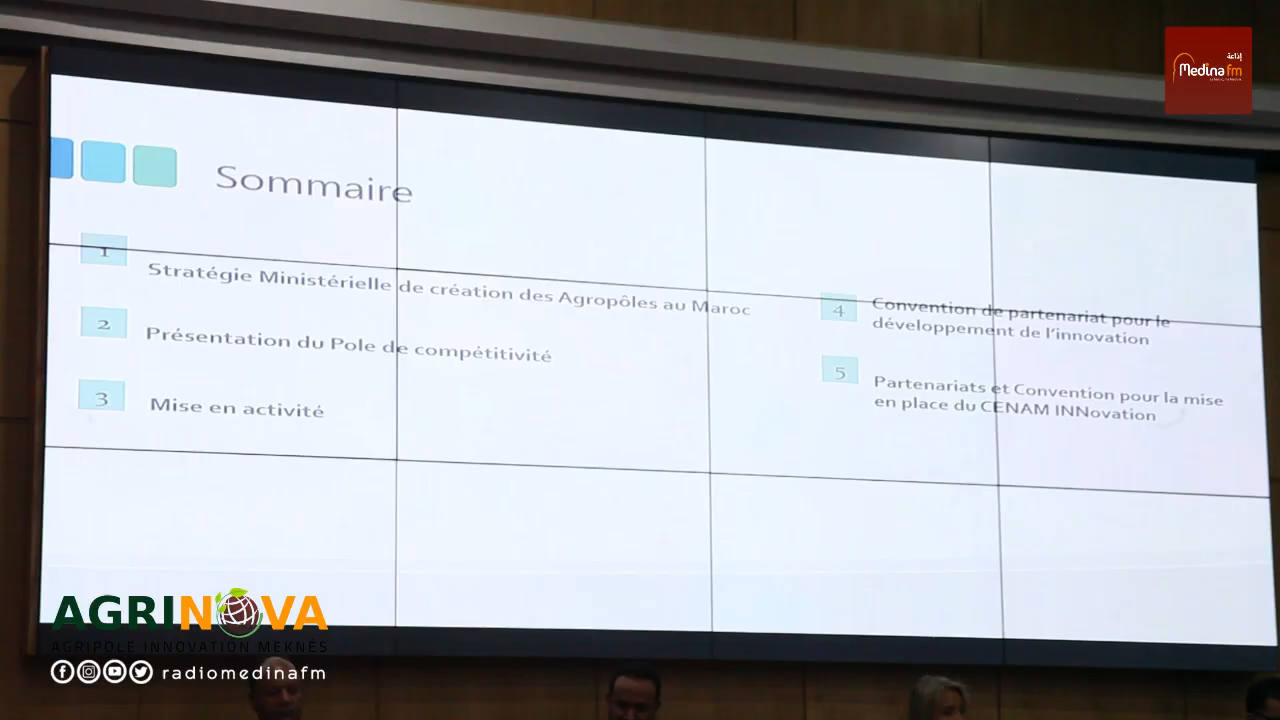 إذاعة
Medina fm
Sommaire
1
Stratégie Ministérielle de création des Agropôles au Maroc
2
Présentation du Pole de compétitivité
3
Mise en activité
4
Convention de partenariat pour le
développement de l'innovation
5
Partenariats et Convention pour la mise
en place du CENAM INNovation
AGRINOVA
AGRIPOLE INNOVATION MEKNÈS
radiomedinafm